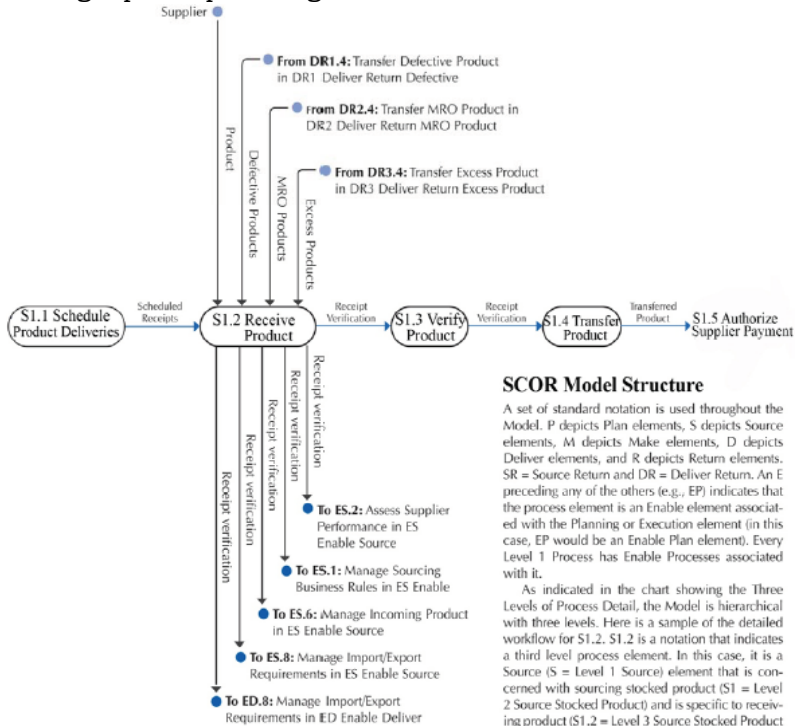 Supplier
From DR1.4: Transfer Defective Product
in DR1 Deliver Return Defective
From DR2.4: Transfer MRO Product in
DR2 Deliver Return MRO Product
From DR3.4: Transfer Excess Product
in DR3 Deliver Return Excess Product
Product
Defective Products
MRO Products
Excess Products
S1.1 Schedule
Product Deliveries
Scheduled
Receipts
S1.2 Receive
Product
Receipt
Verification
S1.3 Verify
Product
Receipt
Verification
S1.4 Transfer
Product
Transferred
Product
S1.5 Authorize
Supplier Payment
Receipt verification
Receipt verification
Receipt verification
Receipt verification
Receipt verification
To ES.2: Assess Supplier
Performance in ES
Enable Source
To ES.1: Manage Sourcing
Business Rules in ES Enable
To ES.6: Manage Incoming Product
in ES Enable Source
To ES.8: Manage Import/Export
Requirements in ES Enable Source
To ED.8: Manage Import/Export
Requirements in ED Enable Deliver
SCOR Model Structure
A set of standard notation is used throughout the
Model. P depicts Plan elements, S depicts Source
elements, M depicts Make elements, D depicts
Deliver elements, and R depicts Return elements.
SR = Source Return and DR = Deliver Return. An E
preceding any of the others (e.g., EP) indicates that
the process element is an Enable element associat-
ed with the Planning or Execution element (in this
case, EP would be an Enable Plan element). Every
Level 1 Process has Enable Processes associated
with it.
As indicated in the chart showing the Three
Levels of Process Detail, the Model is hierarchical
with three levels. Here is a sample of the detailed
workflow for S1.2. S1.2 is a notation that indicates
a third level process element. In this case, it is a
Source (S = Level 1 Source) element that is con-
cerned with sourcing stocked product (S1 = Level
2 Source Stocked Product) and is specific to receiv-
ing product (S1.2 = Level 3 Source Stocked Product